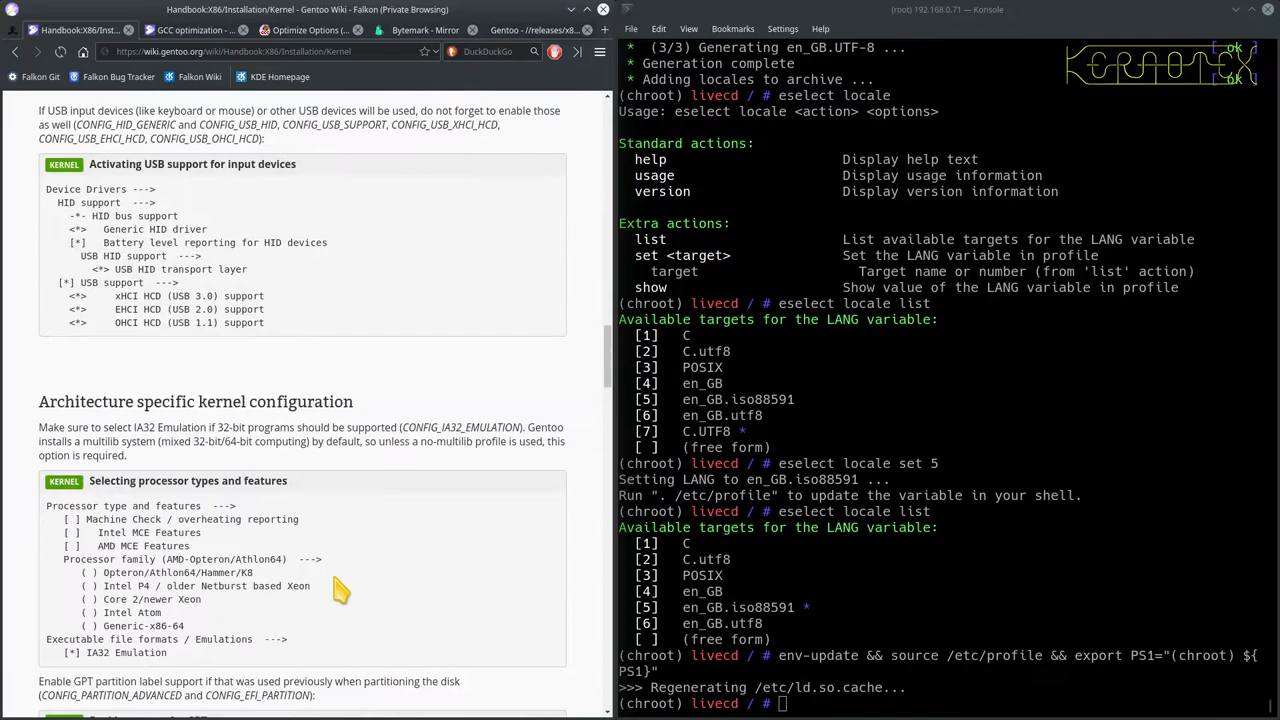 Handbook:X86/Installation/Kernel - Gentoo Wiki - Falkon (Private Browsing)
Handbook:X86/Inst...
GCC optimization - ...
Optimize Options (...
Bytemark - Mirror
Gentoo - /releases/x8...
https://wiki.gentoo.org/wiki/Handbook:X86/Installation/Kernel
DuckDuckGo
Falkon Git
Falkon Bug Tracker
Falkon Wiki
KDE Homepage
If USB input devices (like keyboard or mouse) or other USB devices will be used, do not forget to enable those
as well (CONFIG_HID_GENERIC and CONFIG_USB_HID, CONFIG_USB_SUPPORT, CONFIG_USB_XHCI_HCD,
CONFIG_USB_EHCI_HCD, CONFIG_USB_OHCI_HCD):
KERNEL Activating USB support for input devices
Device Drivers --->
HID support --->
-*- HID bus support
<*> Generic HID driver
[*] Battery level reporting for HID devices
USB HID support --->
<*> USB HID transport layer
[*] USB support --->
<*> xHCI HCD (USB 3.0) support
<*> EHCI HCD (USB 2.0) support
<*> OHCI HCD (USB 1.1) support
Architecture specific kernel configuration
Make sure to select IA32 Emulation if 32-bit programs should be supported (CONFIG_IA32_EMULATION). Gentoo
installs a multilib system (mixed 32-bit/64-bit computing) by default, so unless a no-multilib profile is used, this
option is required.
KERNEL Selecting processor types and features
Processor type and features --->
[ ] Machine Check / overheating reporting
[ ] Intel MCE Features
[ ] AMD MCE Features
Processor family (AMD-Opteron/Athlon64) --->
( ) Opteron/Athlon64/Hammer/K8
( ) Intel P4 / older Netburst based Xeon
( ) Core 2/newer Xeon
( ) Intel Atom
( ) Generic-x86-64
Executable file formats / Emulations --->
[*] IA32 Emulation
Enable GPT partition label support if that was used previously when partitioning the disk
(CONFIG_PARTITION_ADVANCED and CONFIG_EFI_PARTITION):
(root) 192.168.0.71 — Konsole
File Edit View Bookmarks Settings Help
* (3/3) Generating en_GB.UTF-8 ... [ ok ]
* Generation complete
* Adding locales to archive ... [ ok ]
(chroot) livecd / # eselect locale
Usage: eselect locale <action> <options>
Standard actions:
help Display help text
usage Display usage information
version Display version information
Extra actions:
list List available targets for the LANG variable
set <target> Set the LANG variable in profile
target Target name or number (from 'list' action)
show Show value of the LANG variable in profile
(chroot) livecd / # eselect locale list
Available targets for the LANG variable:
[1] C
[2] C.utf8
[3] POSIX
[4] en_GB
[5] en_GB.iso88591
[6] en_GB.utf8
[7] C.UTF8 *
[ ] (free form)
(chroot) livecd / # eselect locale set 5
Setting LANG to en_GB.iso88591 ...
Run ". /etc/profile" to update the variable in your shell.
(chroot) livecd / # eselect locale list
Available targets for the LANG variable:
[1] C
[2] C.utf8
[3] POSIX
[4] en_GB
[5] en_GB.iso88591 *
[6] en_GB.utf8
[ ] (free form)
(chroot) livecd / # env-update && source /etc/profile && export PS1="(chroot) ${
PS1}"
>>> Regenerating /etc/ld.so.cache...
(chroot) livecd / #